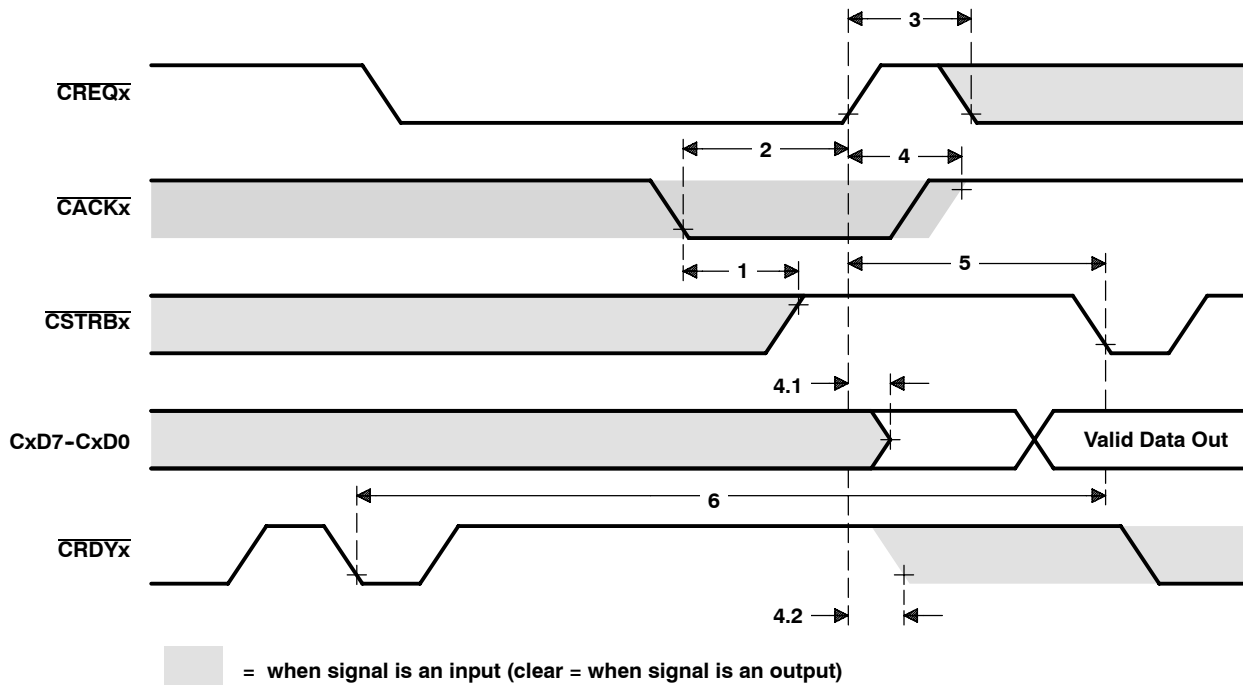 3
CREQx
2
4
CACKx
1
5
CSTRBx
4.1
CxD7-CxD0
Valid Data Out
6
CRDYx
4.2
= when signal is an input (clear = when signal is an output)